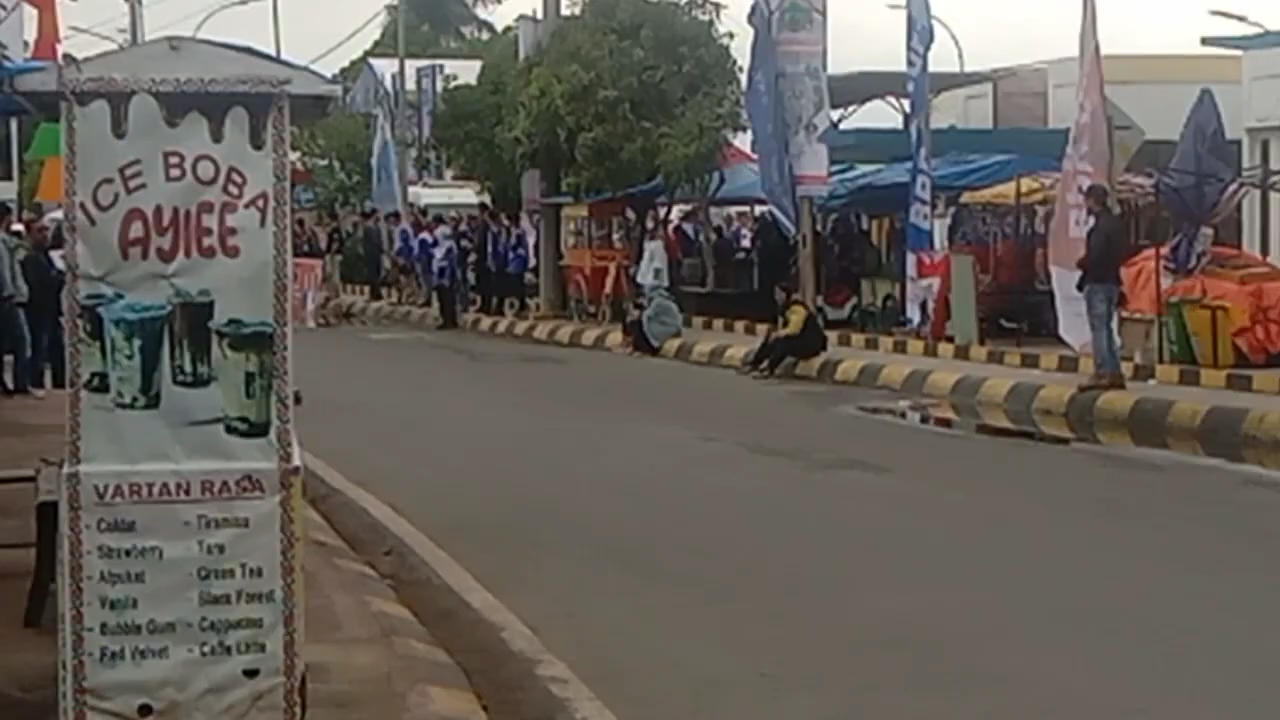 ICE BOBA
AYIEE
VARIAN RASA
- Coklat
- Strawberry
- Alpukat
- Vanila
- Bubble Gum
- Red Velvet
- Tiramisu
- Taro
- Green Tea
- Black Forest
- Cappucino
- Caffe Latte